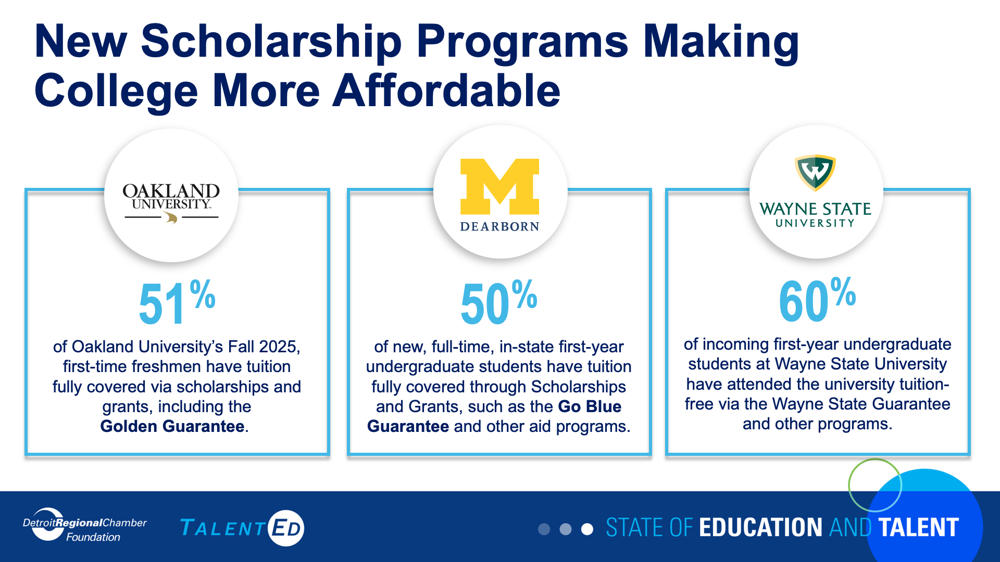 New Scholarship Programs Making
College More Affordable
OAKLAND
UNIVERSITY™
51%
of Oakland University’s Fall 2025,
first-time freshmen have tuition
fully covered via scholarships and
grants, including the
Golden Guarantee.
M
DEARBORN
50%
of new, full-time, in-state first-year
undergraduate students have tuition
fully covered through Scholarships
and Grants, such as the Go Blue
Guarantee and other aid programs.
W
WAYNE STATE
UNIVERSITY
60%
of incoming first-year undergraduate
students at Wayne State University
have attended the university tuition-
free via the Wayne State Guarantee
and other programs.
DetroitRegionalChamber
Foundation
TALENTED
STATE OF EDUCATION AND TALENT